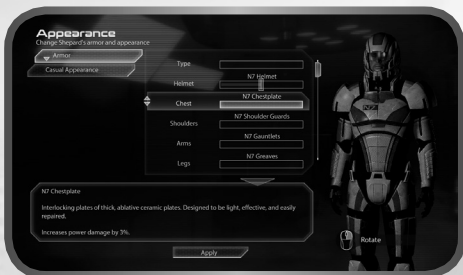 Appearance
Change Shepard's armor and appearance
Armor
Casual Appearance
Type
Helmet
N7 Helmet
Chest
N7 Chestplate
Shoulders
N7 Shoulder Guards
Arms
N7 Gauntlets
Legs
N7 Greaves
N7 Chestplate
Interlocking plates of thick, ablative ceramic plates. Designed to be light, effective, and easily
repaired.
Increases power damage by 3%.
Apply
N7
Rotate